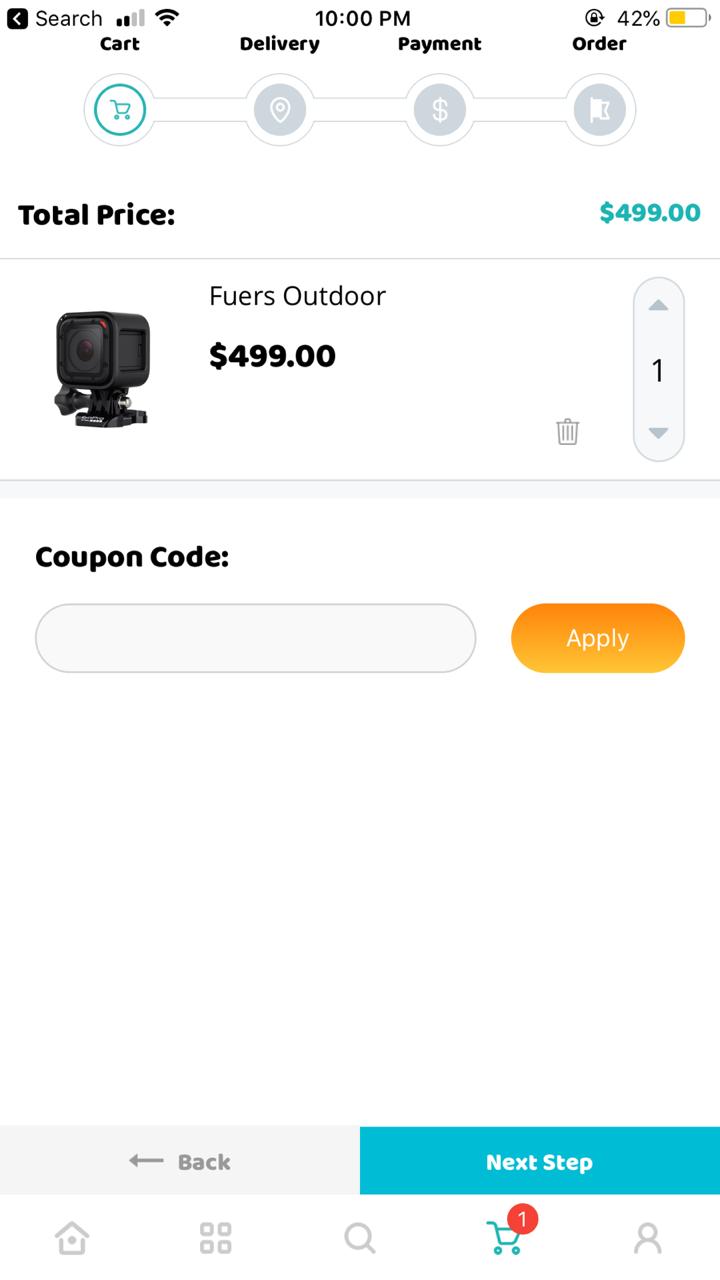 Search 10:00 PM 42%
Cart Delivery Payment Order
Total Price: $499.00
Fuers Outdoor
$499.00
1
Coupon Code:
Apply
Back Next Step
1